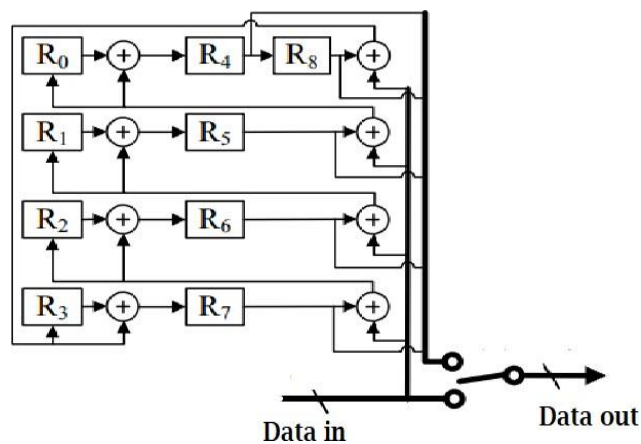 R0 + R4 R8 +
R1 + R5 +
R2 + R6 +
R3 + R7 +
Data in
Data out